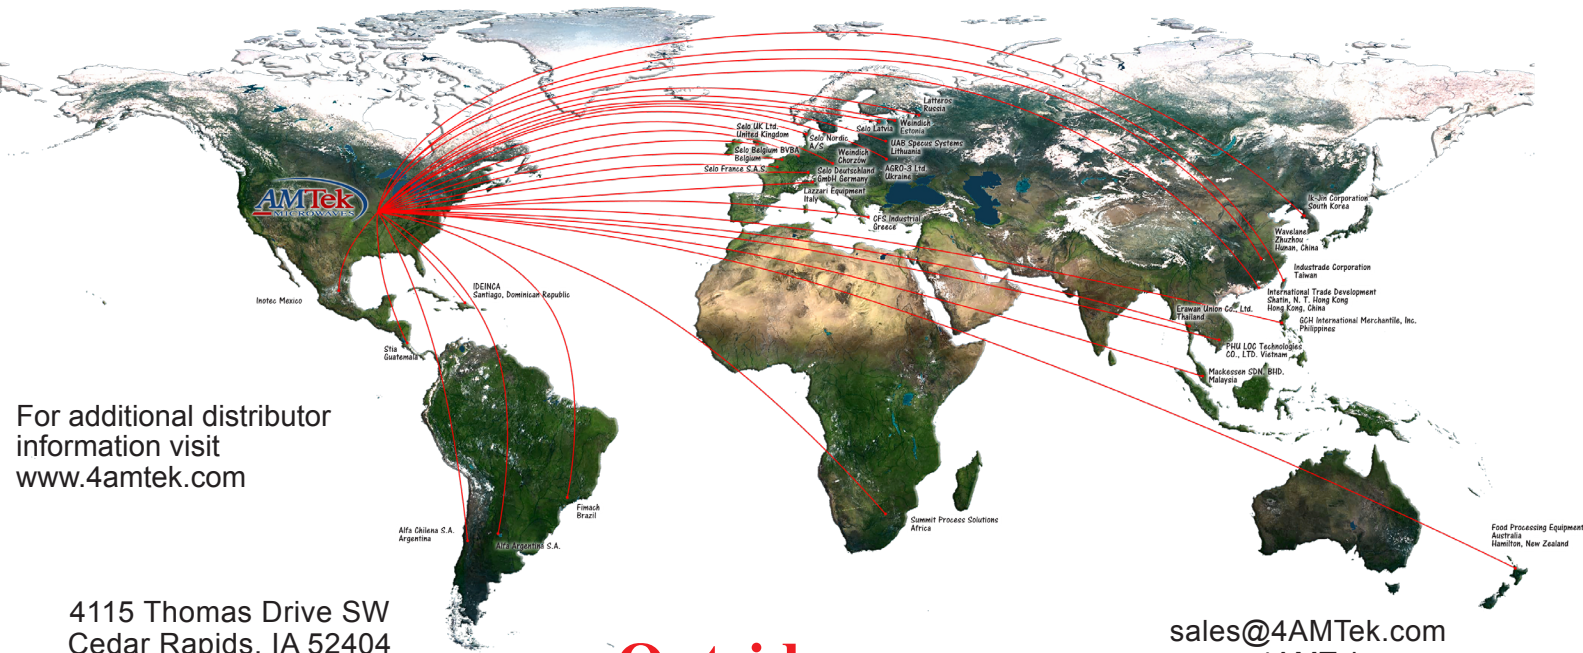 Latteros
Russia
Weindich
Estonia
Selo Latvia
Selo UK Ltd.
United Kingdom
Selo Nordic
A/S
UAB Specus Systems
Lithuania
Selo Belgium BVBA
Belgium
Weindich
Chorzów
Selo France S.A.S.
Selo Deutschland
GmbH Germany
AGRO-3 Ltd.
Ukraine
Lazzari Equipment
Italy
AMTek
MICROWAVES
CFS Industrial
Greece
Ik-Jin Corporation
South Korea
Wavelane
Zhuzhou -
Hunan, China
Industrade Corporation
Taiwan
International Trade Development
Shatin, N. T. Hong Kong
Hong Kong, China
IDEINCA
Santiago, Dominican Republic
Inotec Mexico
Erawan Union Co., Ltd.
Thailand
GCH International Merchantile, Inc.
Philippines
Stia
Guatemala
PHU LOC Technologies
CO., LTD. Vietnam
Mackessen SDN. BHD.
Malaysia
For additional distributor
information visit
www.4amtek.com
Fimach
Brazil
Summit Process Solutions
Africa
Alfa Chilena S.A.
Argentina
Alfa Argentina S.A.
Food Processing Equipment
Australia
Hamilton, New Zealand
4115 Thomas Drive SW
Cedar Rapids, IA 52404
sales@4AMTek.com